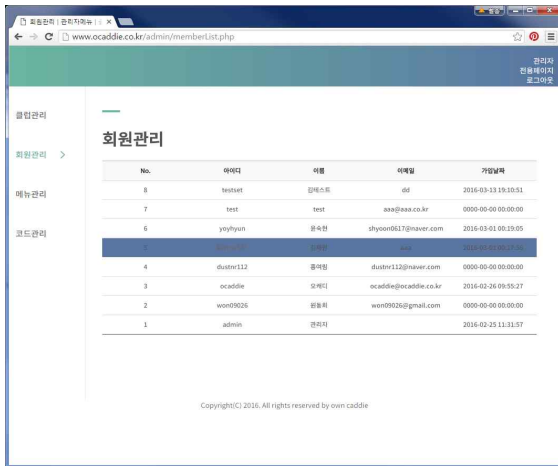 회원관리 | 관리자메뉴 |
www.ocaddie.co.kr/admin/memberList.php
관리자
전용페이지
로그아웃
클럽관리
회원관리 >
메뉴관리
코드관리
회원관리
No. 아이디 이름 이메일 가입날짜
8 testset 김테스트 dd 2016-03-13 19:10:51
7 test test aaa@aaa.co.kr 0000-00-00 00:00:00
6 yoyhyun 윤숙현 shyoon0617@naver.com 2016-03-01 00:19:05
5 aaa
4 dustnr112 홍여림 dustnr112@naver.com 0000-00-00 00:00:00
3 ocaddie 오캐디 ocaddie@ocaddie.co.kr 2016-02-26 09:55:27
2 won09026 원동희 won09026@gmail.com 0000-00-00 00:00:00
1 admin 관리자 2016-02-25 11:31:57
Copyright(C) 2016. All rights reserved by own caddie